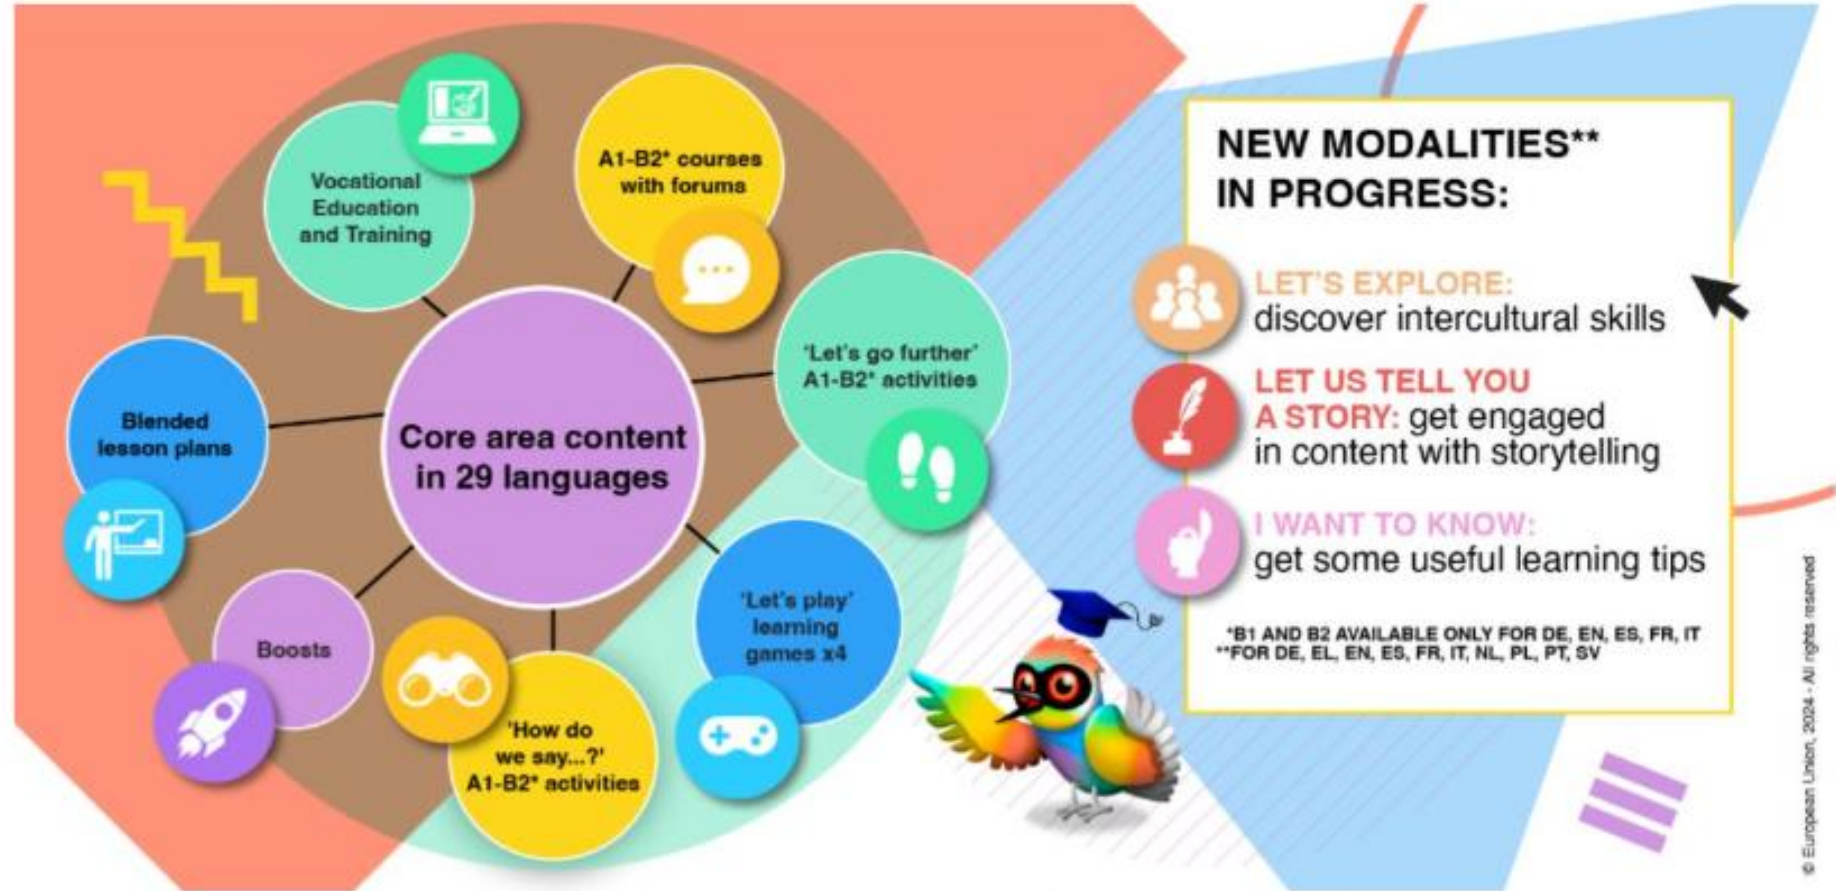 Vocational
Education
and Training
A1-B2* courses
with forums
'Let's go further'
A1-B2* activities
Blended
lesson plans
Core area content
in 29 languages
'Let's play'
learning
games x4
Boosts
'How do
we say...?'
A1-B2* activities
NEW MODALITIES**
IN PROGRESS:
LET'S EXPLORE:
discover intercultural skills
LET US TELL YOU
A STORY: get engaged
in content with storytelling
I WANT TO KNOW:
get some useful learning tips
*B1 AND B2 AVAILABLE ONLY FOR DE, EN, ES, FR, IT
**FOR DE, EL, EN, ES, FR, IT, NL, PL, PT, SV
© European Union, 2024 - All rights reserved